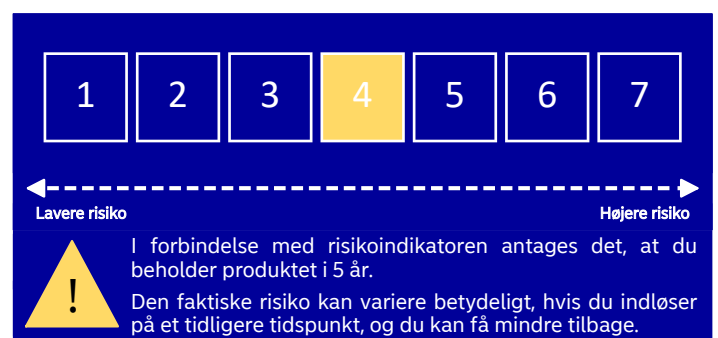 1 2 3 4 5 6 7
Lavere risiko Højere risiko
I forbindelse med risikoindikatoren antages det, at du
beholder produktet i 5 år.
!
Den faktiske risiko kan variere betydeligt, hvis du indløser
på et tidligere tidspunkt, og du kan få mindre tilbage.